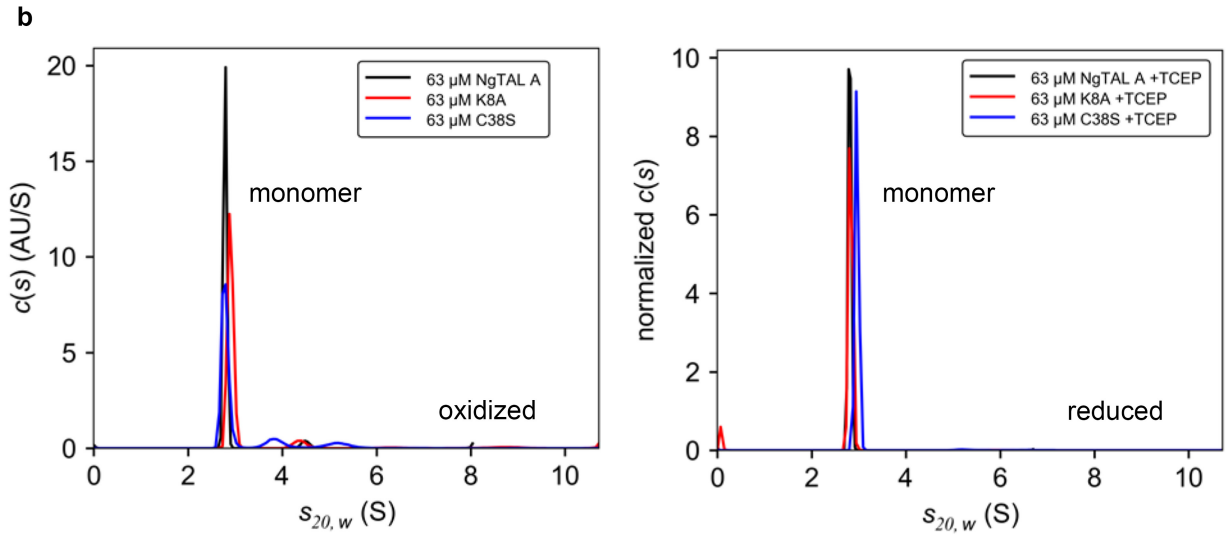 b
20
15
10
5
0
0 2 4 6 8 10
c(s) (AU/S)
s20, w (S)
63 µM NgTAL A
63 µM K8A
63 µM C38S
monomer
oxidized
10
8
6
4
2
0
0 2 4 6 8 10
normalized c(s)
s20, w (S)
63 µM NgTAL A +TCEP
63 µM K8A +TCEP
63 µM C38S +TCEP
monomer
reduced